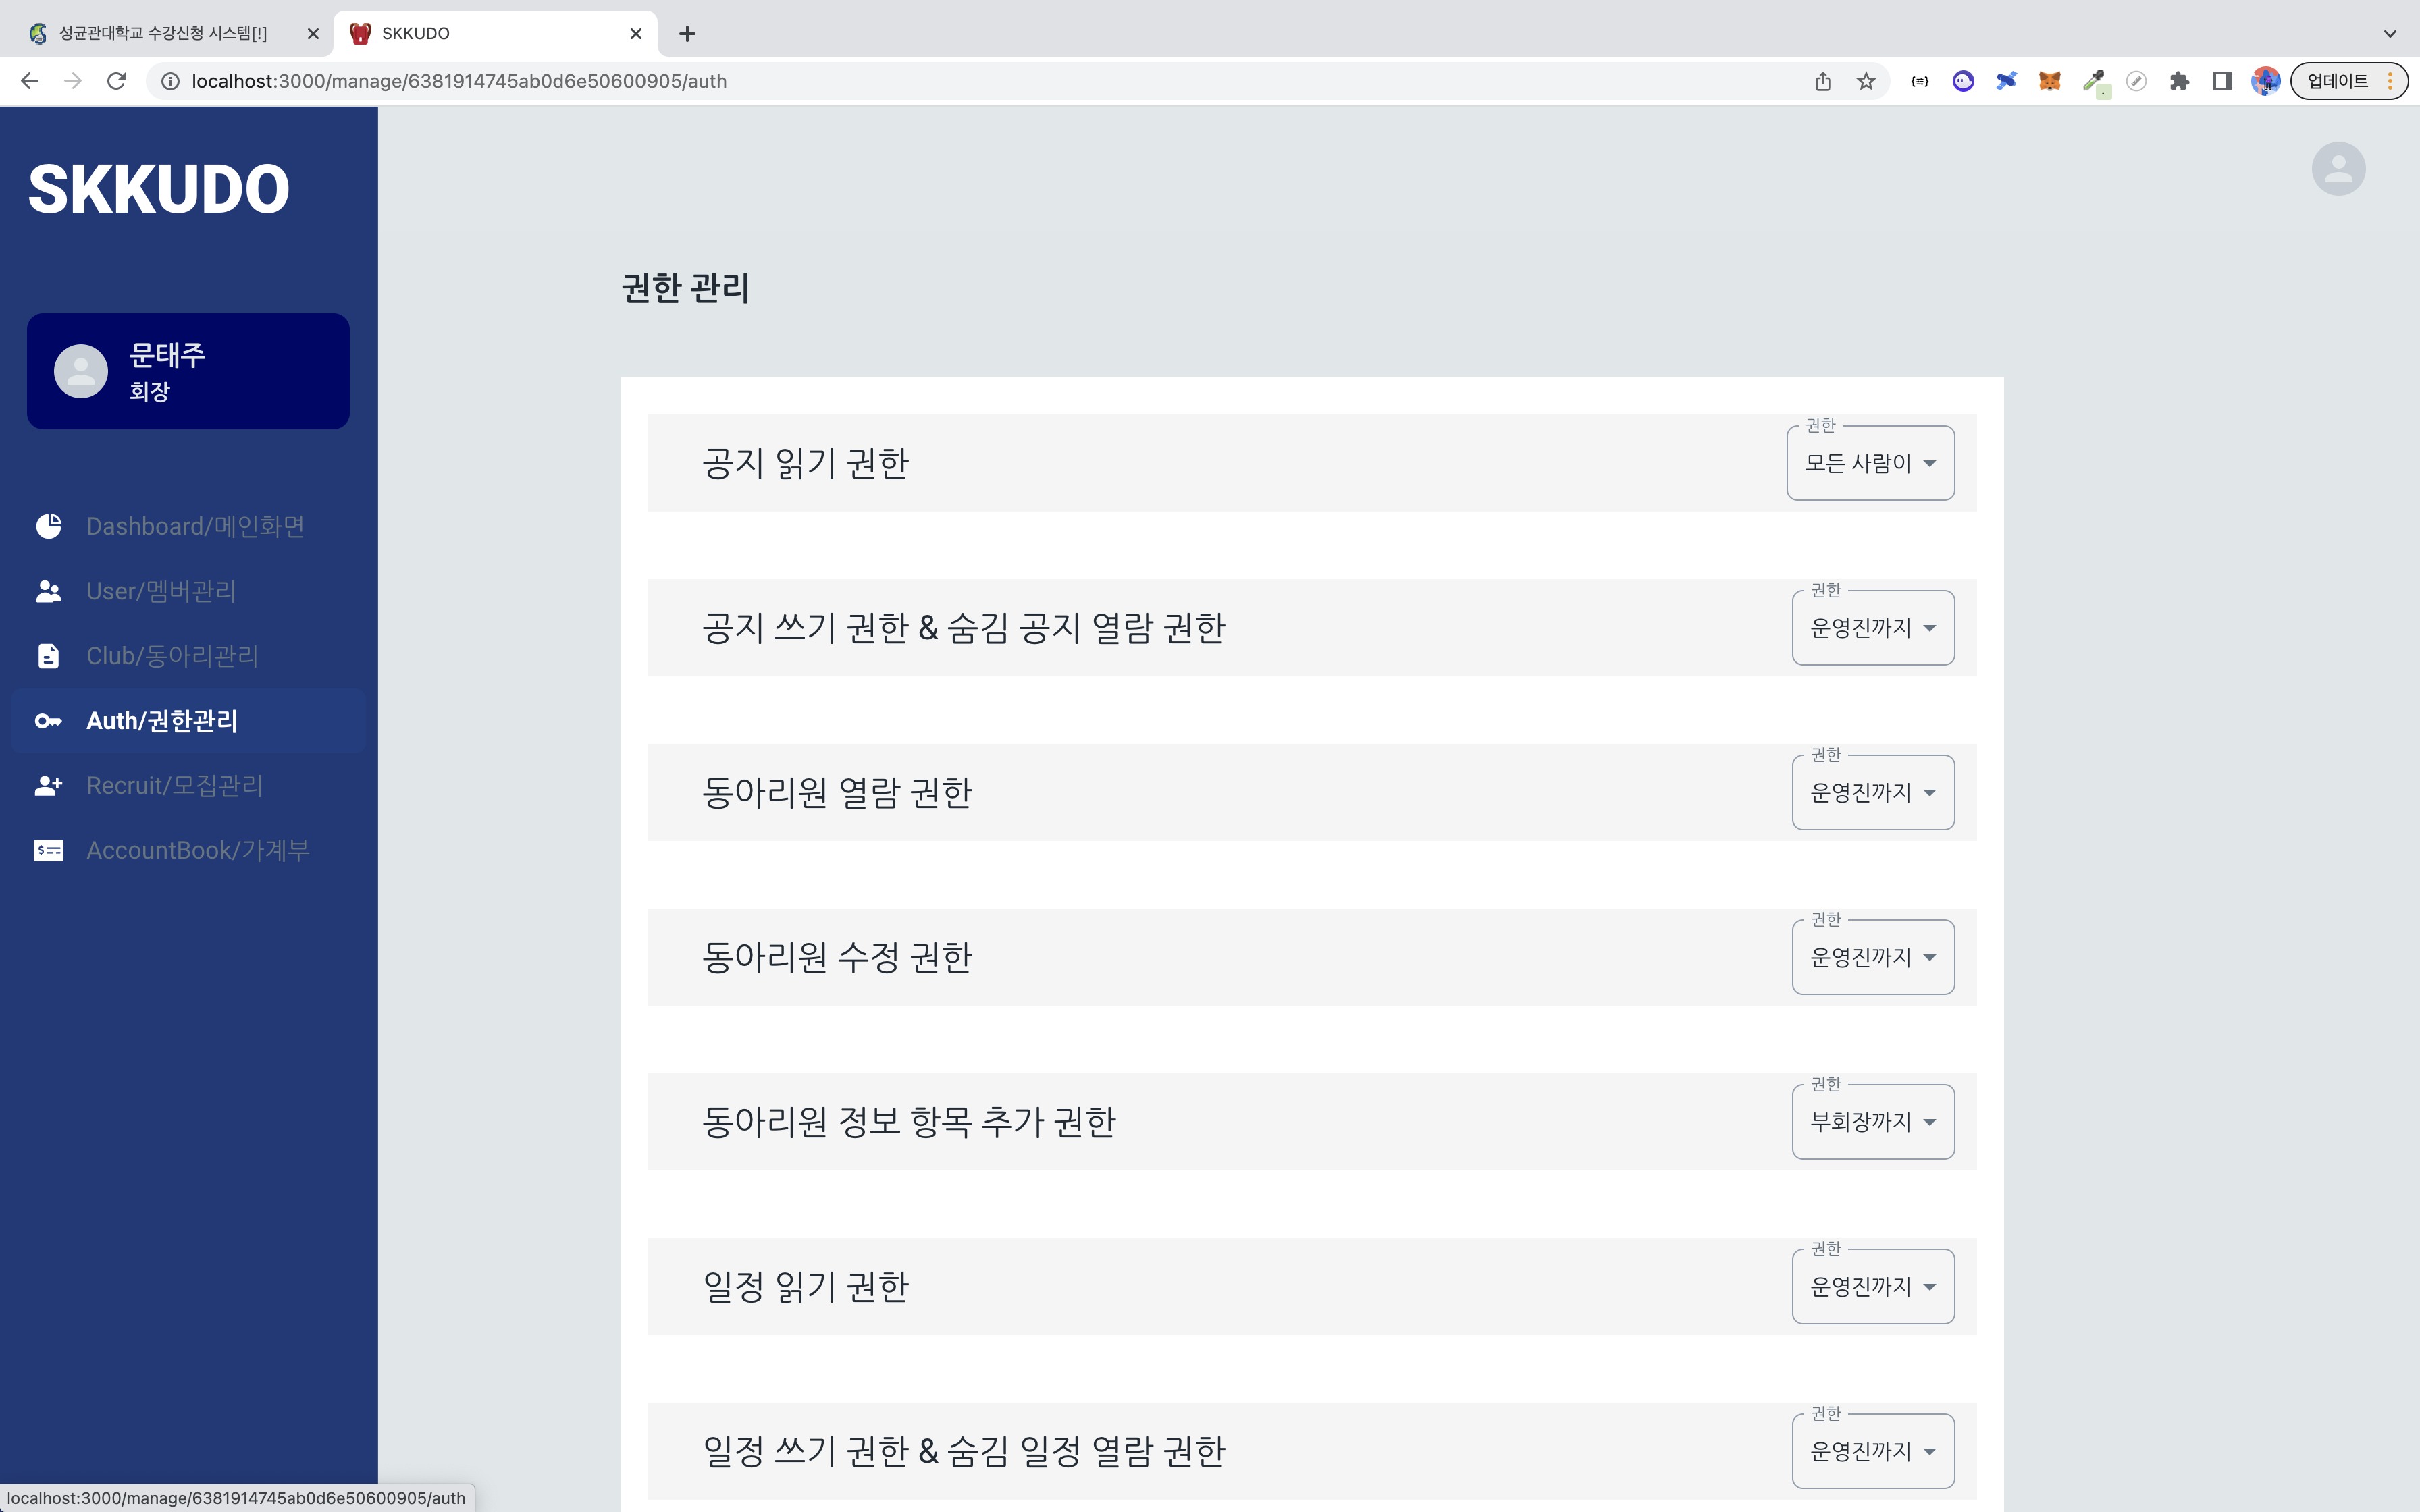 성균관대학교 수강신청 시스템[!]
SKKUDO
localhost:3000/manage/6381914745ab0d6e50600905/auth
업데이트
SKKUDO
문태주
회장
Dashboard/메인화면
User/멤버관리
Club/동아리관리
Auth/권한관리
Recruit/모집관리
AccountBook/가계부
권한 관리
공지 읽기 권한
권한
모든 사람이
공지 쓰기 권한 & 숨김 공지 열람 권한
권한
운영진까지
동아리원 열람 권한
권한
운영진까지
동아리원 수정 권한
권한
운영진까지
동아리원 정보 항목 추가 권한
권한
부회장까지
일정 읽기 권한
권한
운영진까지
일정 쓰기 권한 & 숨김 일정 열람 권한
권한
운영진까지
localhost:3000/manage/6381914745ab0d6e50600905/auth